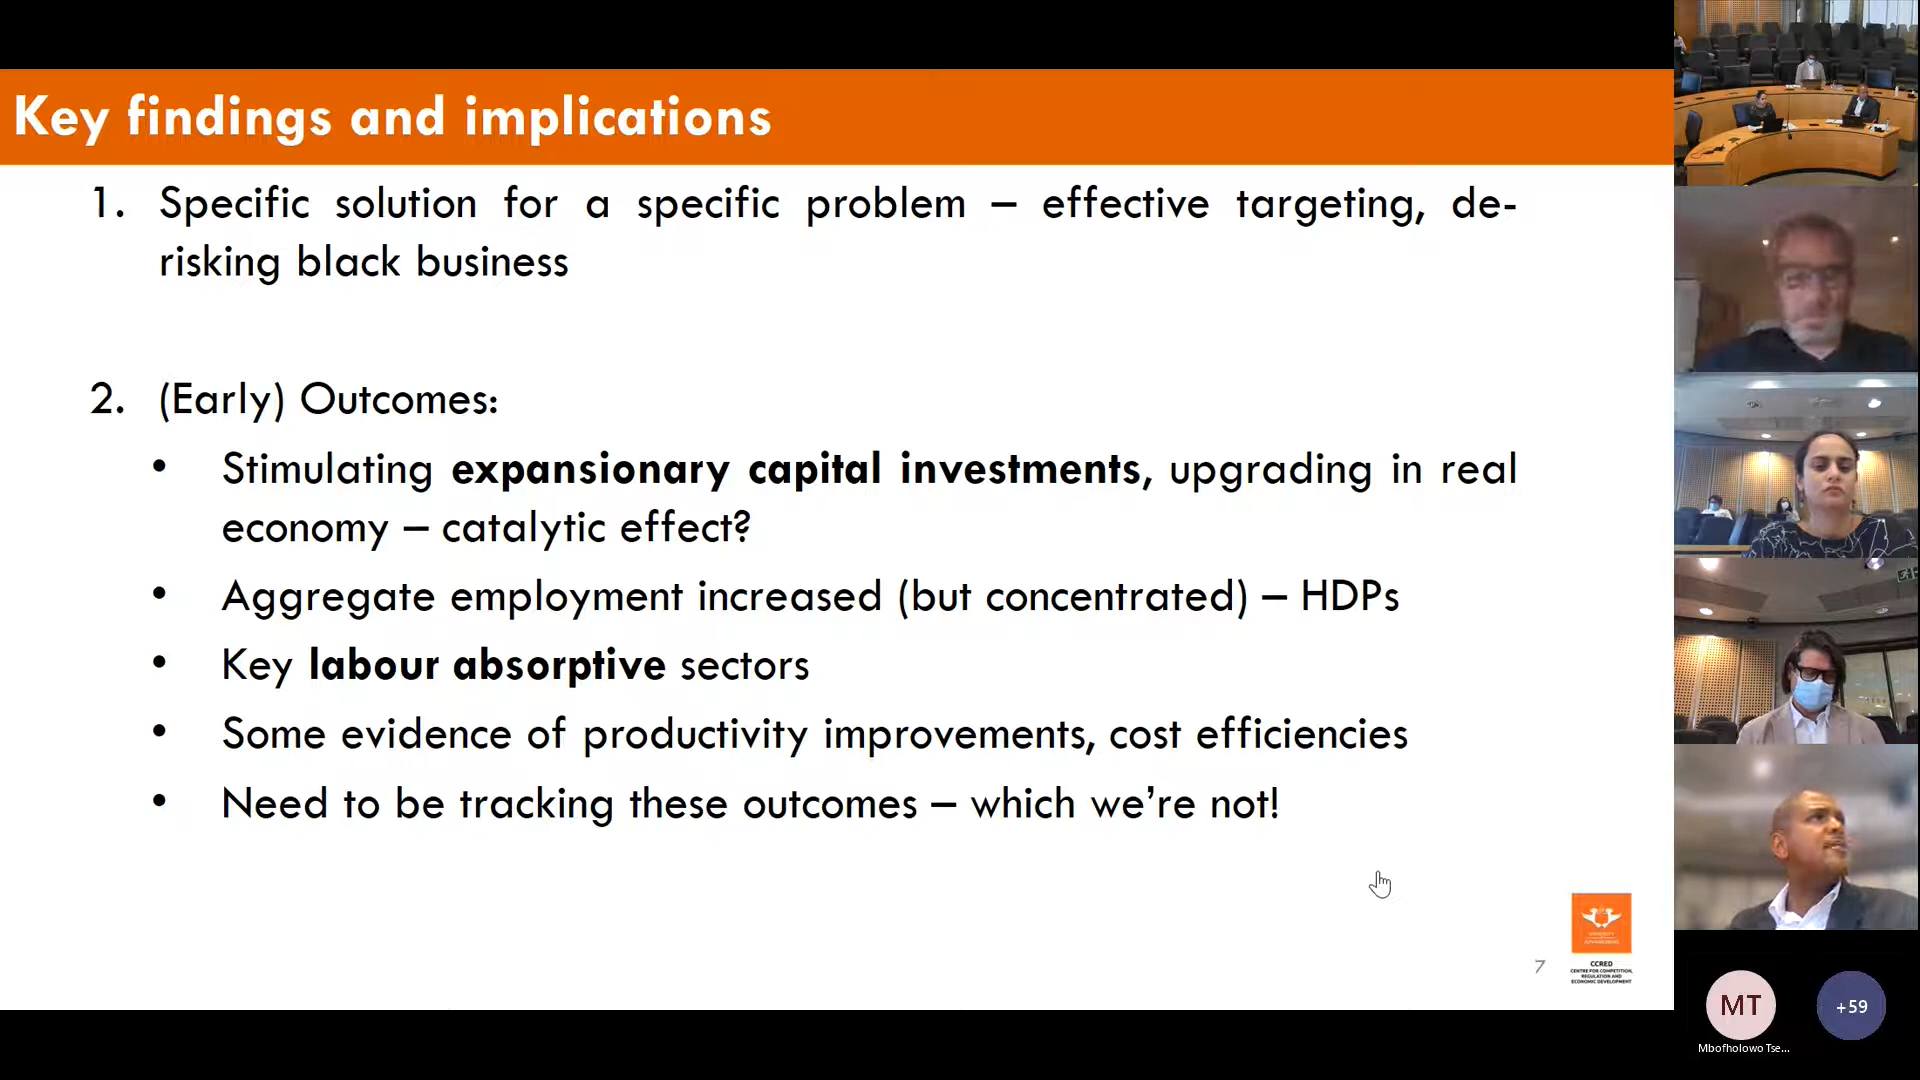 Key findings and implications
1. Specific solution for a specific problem – effective targeting, de-
risking black business
2. (Early) Outcomes:
• Stimulating expansionary capital investments, upgrading in real
economy – catalytic effect?
• Aggregate employment increased (but concentrated) – HDPs
• Key labour absorptive sectors
• Some evidence of productivity improvements, cost efficiencies
• Need to be tracking these outcomes – which we’re not!
7
UNIVERSITY
OF
JOHANNESBURG
CCRED
CENTRE FOR COMPETITION,
REGULATION AND
ECONOMIC DEVELOPMENT
MT
+59
Mbofholowo Tse...